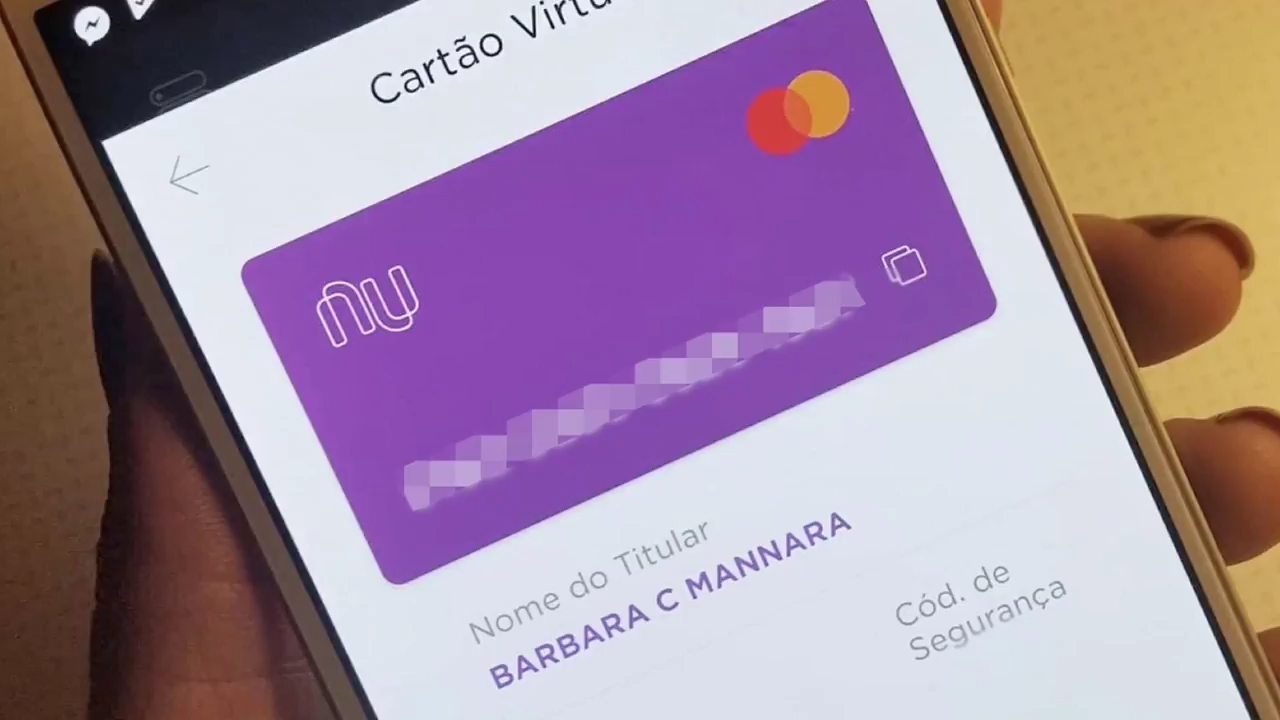 Cartão Virtu
nu
Nome do Titular
BARBARA C MANNARA
Cód. de
Segurança